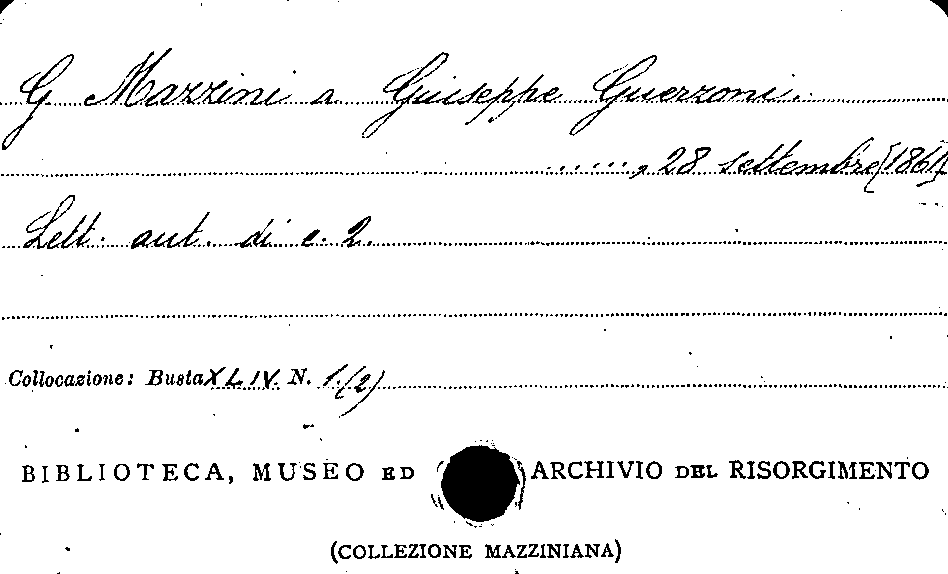 G. Mazzini a Giuseppe Guerzoni.
......, 28 settembre [1861]
Lett. aut. di c. 2.
Collocazione: Busta XLIV. N. 1.(2)
BIBLIOTECA, MUSEO ED ARCHIVIO DEL RISORGIMENTO
(COLLEZIONE MAZZINIANA)